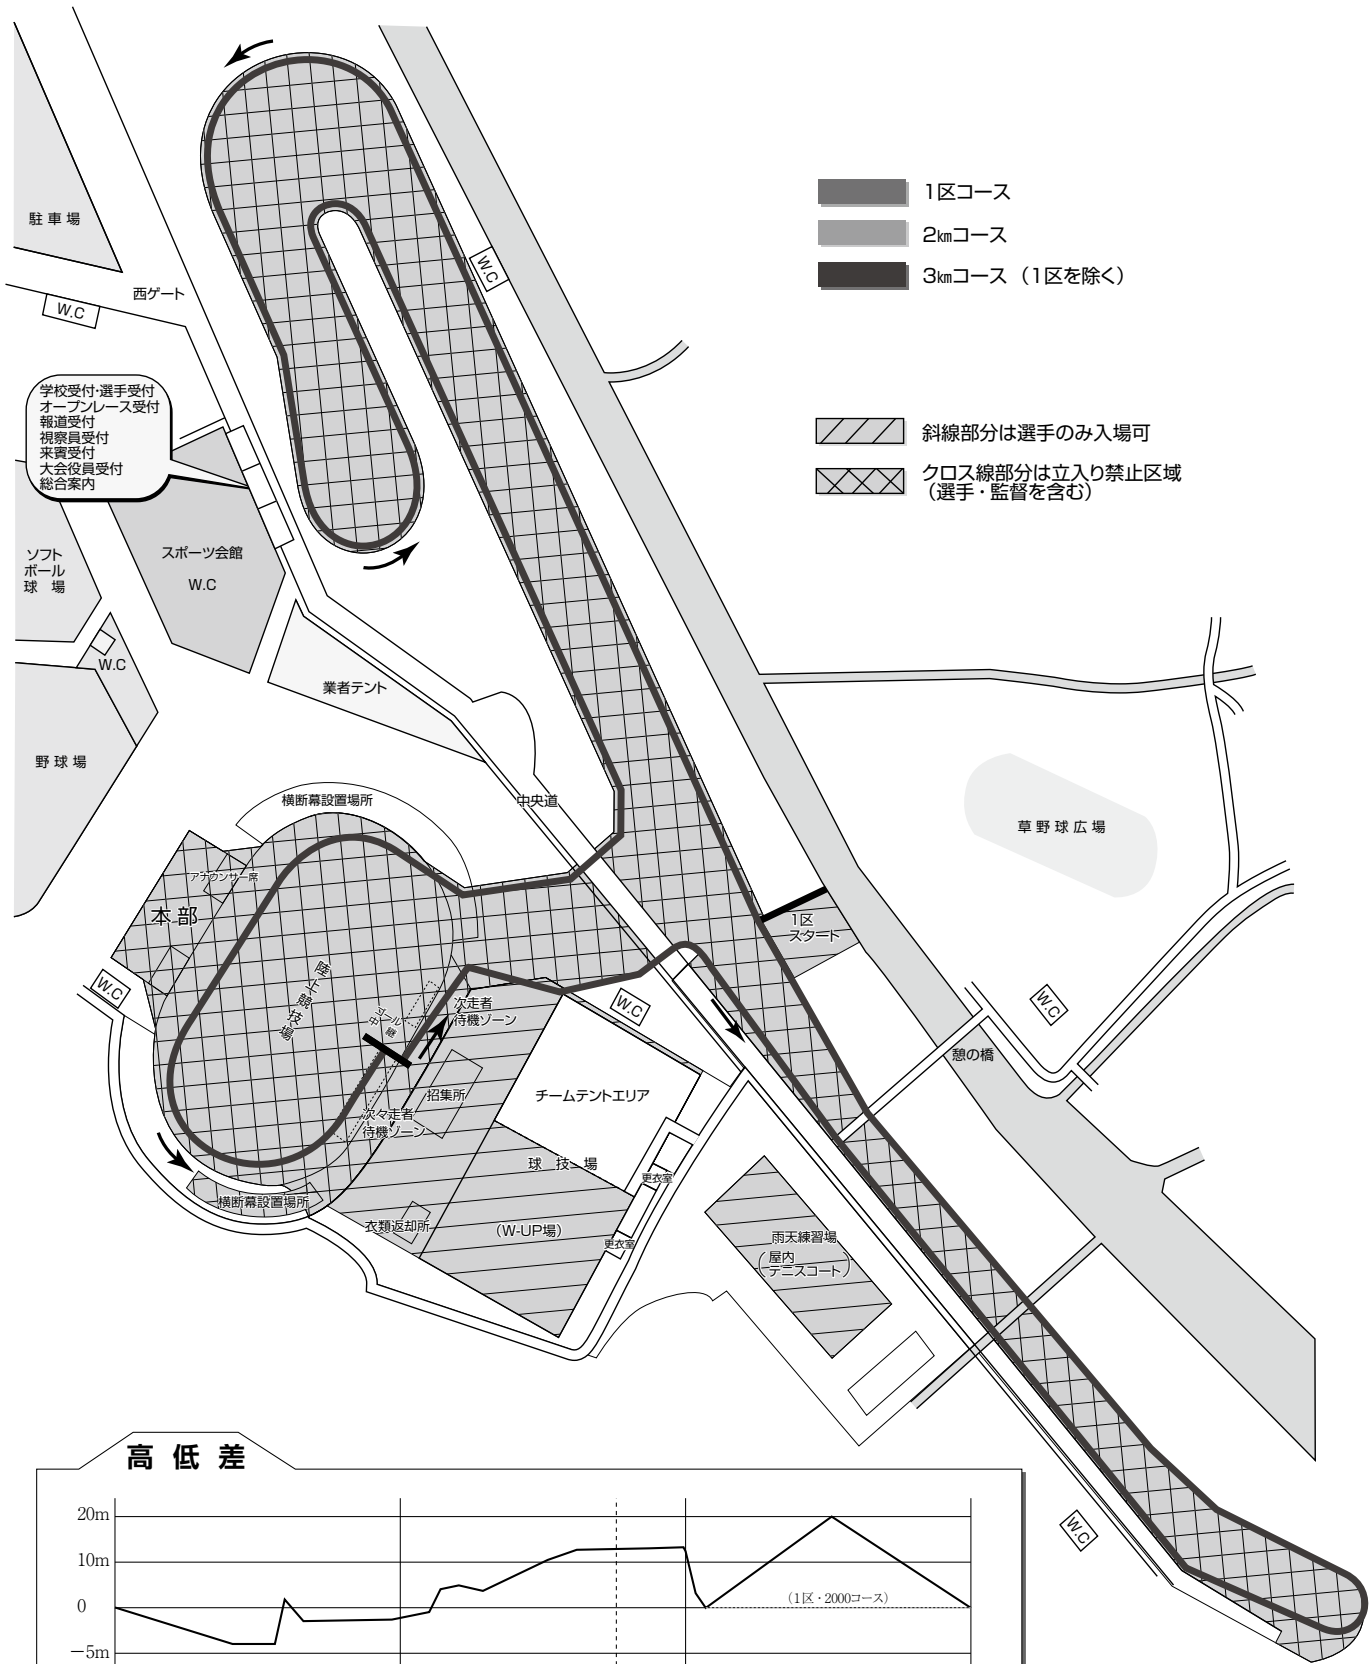 駐車場
西ゲート
W.C
W.C
1区コース
2㎞コース
3㎞コース（1区を除く）
斜線部分は選手のみ入場可
クロス線部分は立入り禁止区域
（選手・監督を含む）
学校受付・選手受付
オープンレース受付
報道受付
視察員受付
来賓受付
大会役員受付
総合案内
ソフト
ボール
球　場
スポーツ会館
W.C
W.C
業者テント
野球場
横断幕設置場所
中央道
草野球広場
アナウンサー席
本部
1区
スタート
陸上競技場
W.C
ゴール
中　継
次走者
待機ゾーン
W.C
W.C
憩の橋
招集所
チームテントエリア
次々走者
待機ゾーン
球技場
更衣室
横断幕設置場所
衣類返却所
（W-UP場）
更衣室
雨天練習場
（屋内
テニスコート）
W.C
高低差
20m
10m
0
（1区・2000コース）
−5m